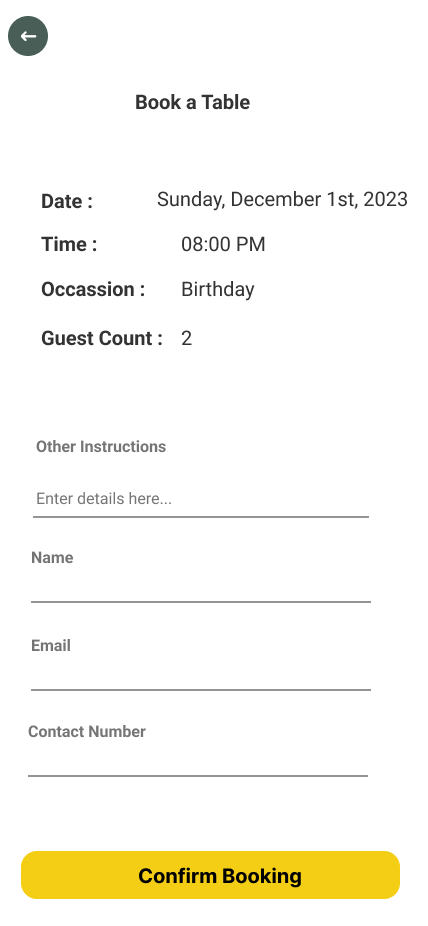 Book a Table
Date : Sunday, December 1st, 2023
Time : 08:00 PM
Occassion : Birthday
Guest Count : 2
Other Instructions
Enter details here...
Name
Email
Contact Number
Confirm Booking